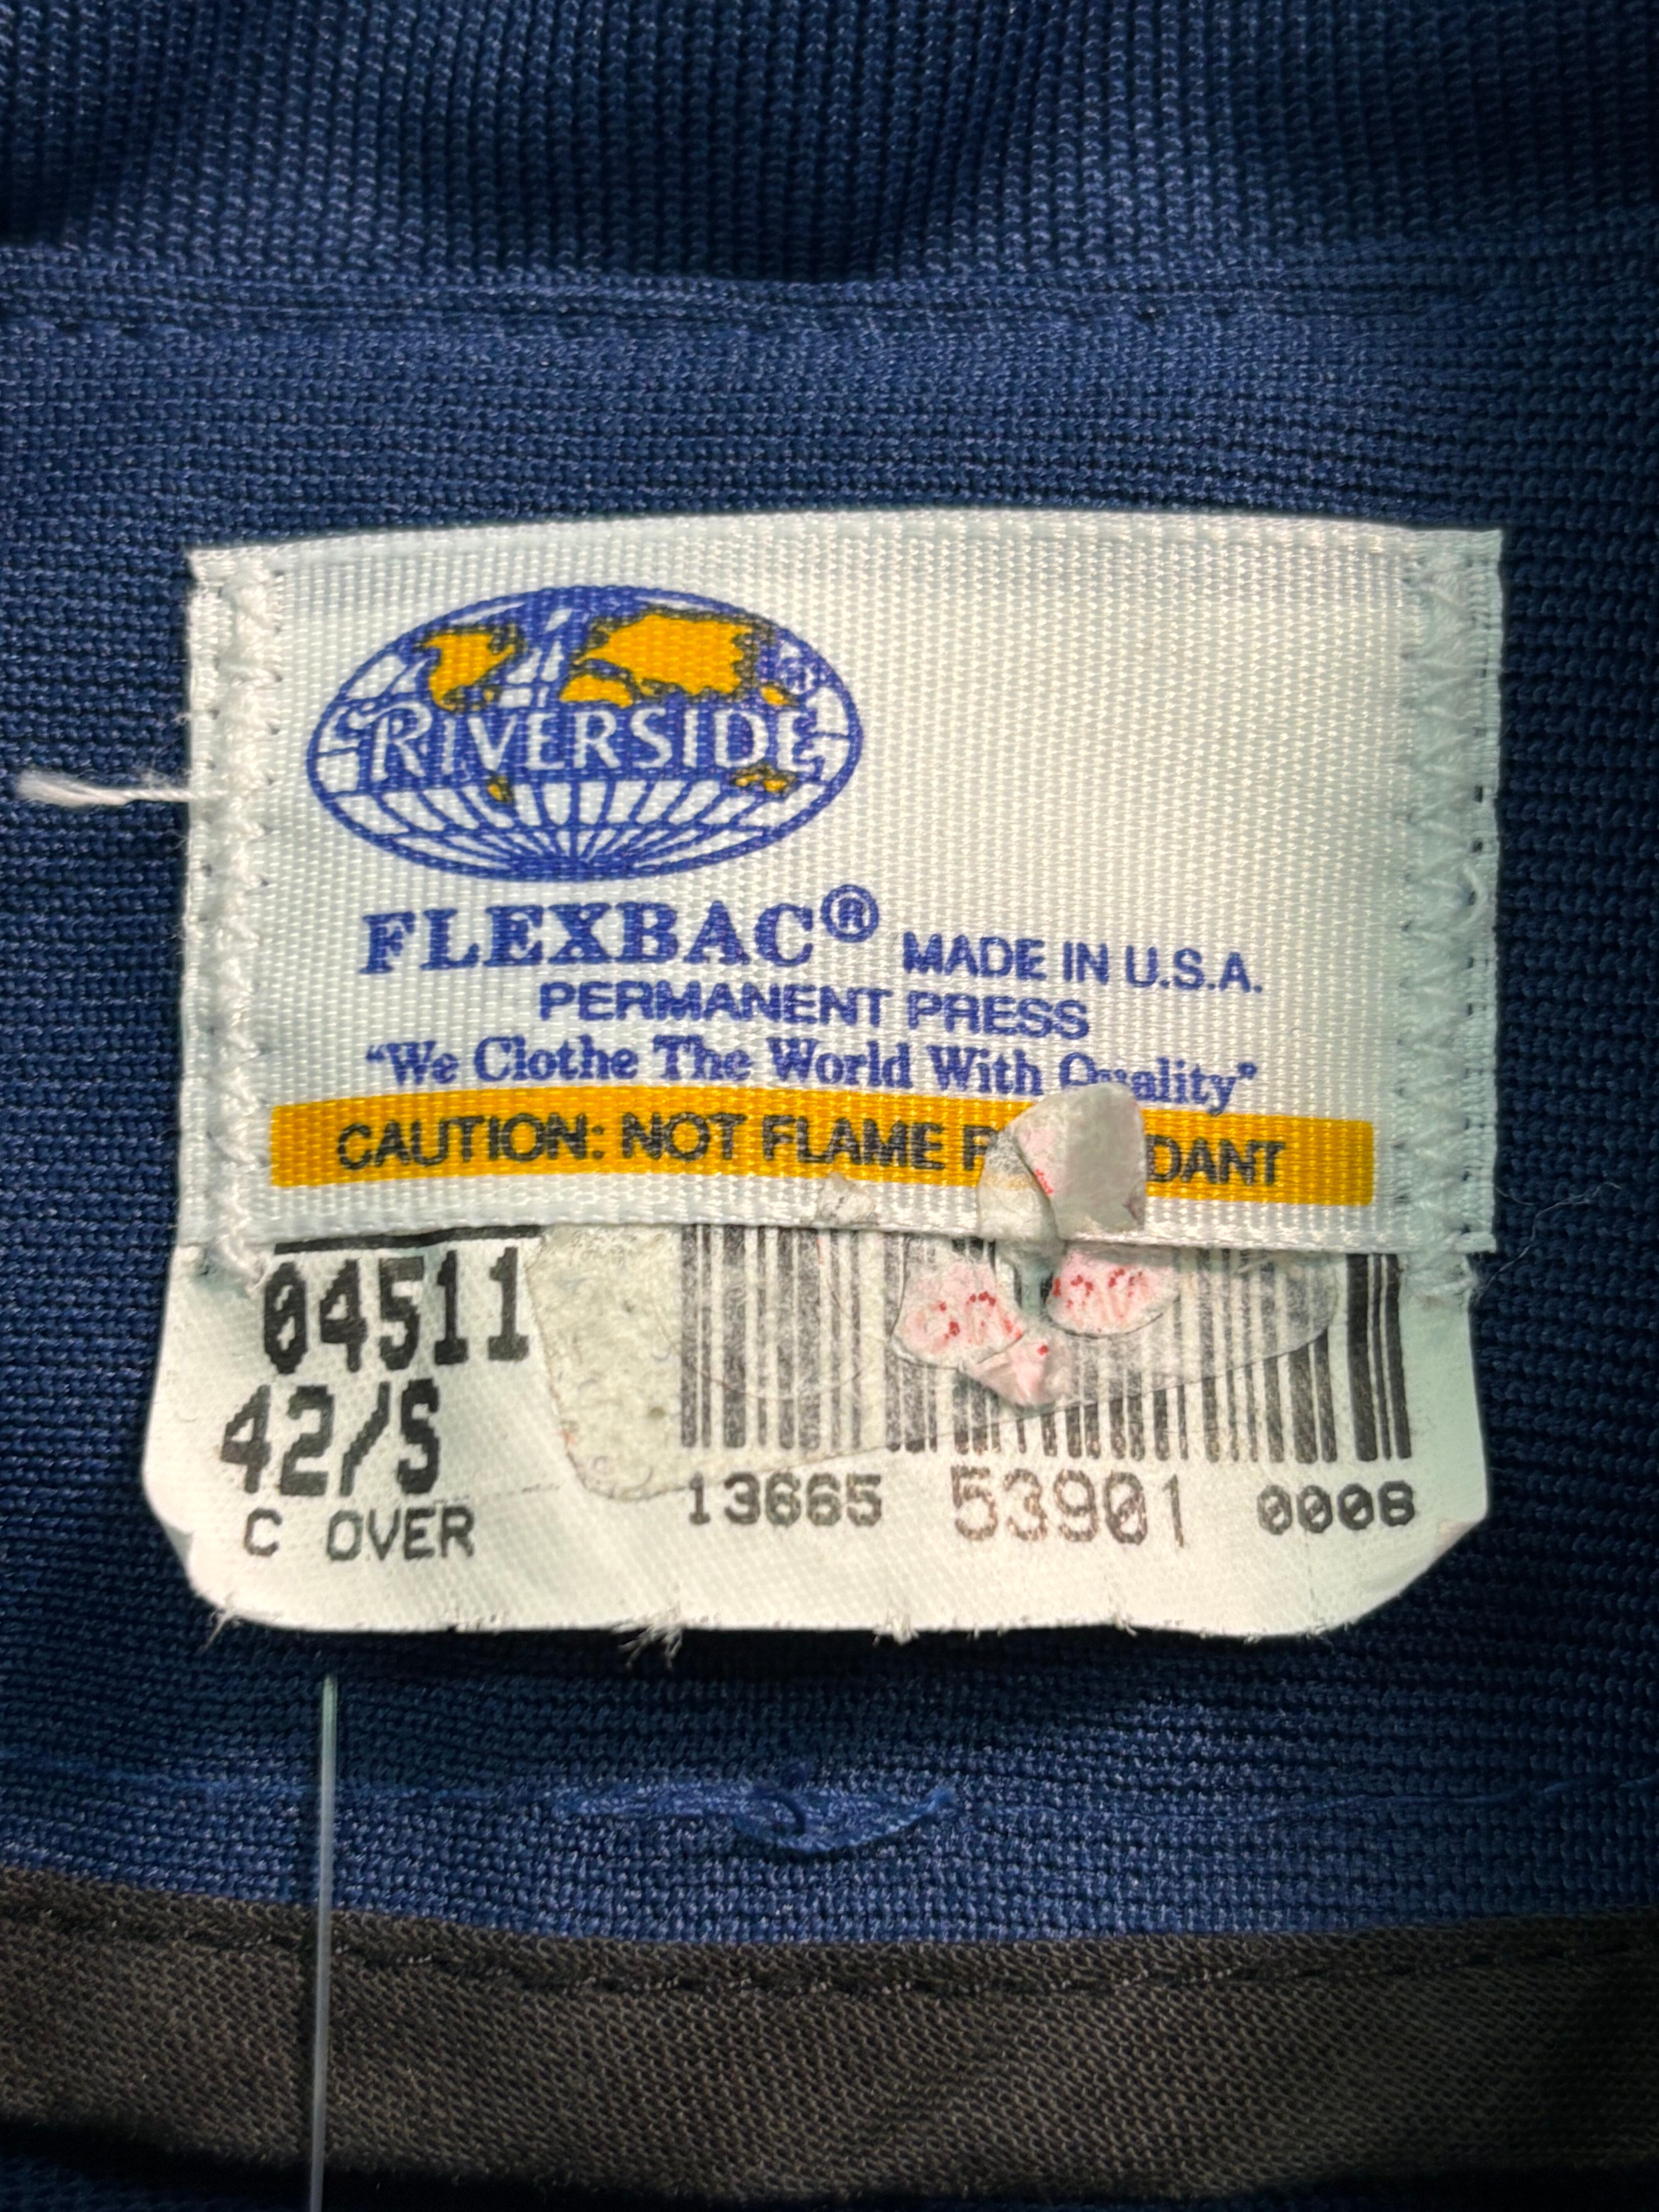 RIVERSIDE ®
FLEXBAC® MADE IN U.S.A.
PERMANENT PRESS
“We Clothe The World With Quality”
CAUTION: NOT FLAME
04511
42/S
C OVER
13665 53901 0008